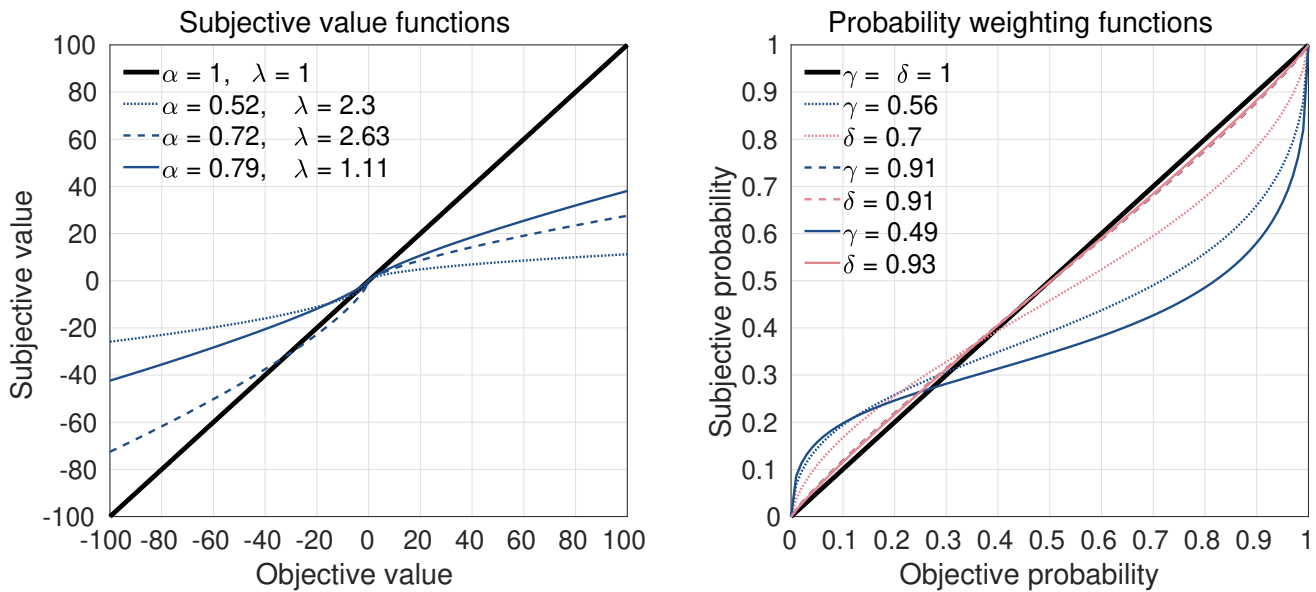 Subjective value functions
α = 1, λ = 1
α = 0.52, λ = 2.3
α = 0.72, λ = 2.63
α = 0.79, λ = 1.11
100
80
60
40
20
0
-20
-40
-60
-80
-100
-100 -80 -60 -40 -20 0 20 40 60 80 100
Subjective value
Objective value
Probability weighting functions
γ = δ = 1
γ = 0.56
δ = 0.7
γ = 0.91
δ = 0.91
γ = 0.49
δ = 0.93
1
0.9
0.8
0.7
0.6
0.5
0.4
0.3
0.2
0.1
0
0 0.1 0.2 0.3 0.4 0.5 0.6 0.7 0.8 0.9 1
Subjective probability
Objective probability